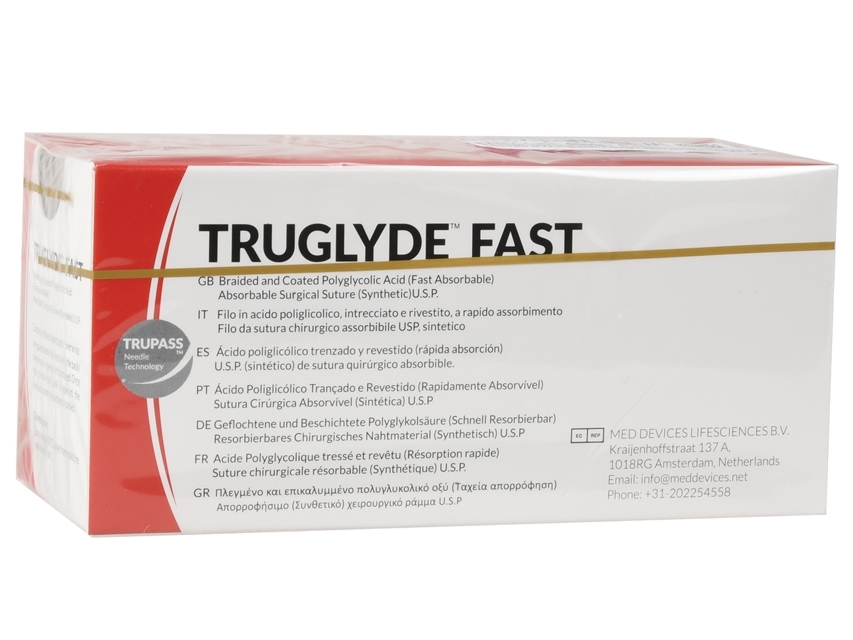 TRUGLYDE™ FAST
GB Braided and Coated Polyglycolic Acid (Fast Absorbable)
Absorbable Surgical Suture (Synthetic)U.S.P.
IT Filo in acido poliglicolico, intrecciato e rivestito, a rapido assorbimento
Filo da sutura chirurgico assorbibile USP, sintetico
ES Ácido poliglicólico trenzado y revestido (rápida absorción)
U.S.P. (sintético) de sutura quirúrgico absorbible.
PT Ácido Poliglicólico Trançado e Revestido (Rapidamente Absorvível)
Sutura Cirúrgica Absorvível (Sintética) U.S.P
DE Geflochtene und Beschichtete Polyglykolsäure (Schnell Resorbierbar)
Resorbierbares Chirurgisches Nahtmaterial (Synthetisch) U.S.P
FR Acide Polyglycolique tressé et revêtu (Résorption rapide)
Suture chirurgicale résorbable (Synthétique) U.S.P.
GR Πλεγμένο και επικαλυμμένο πολυγλυκολικό οξύ (Ταχεία απορρόφηση)
Απορροφήσιμο (Συνθετικό) χειρουργικό ράμμα U.S.P
TRUPASS™
Needle
Technology
EC REP MED DEVICES LIFESCIENCES B.V.
Kraijenhoffstraat 137 A,
1018RG Amsterdam, Netherlands
Email: info@meddevices.net
Phone: +31-202254558